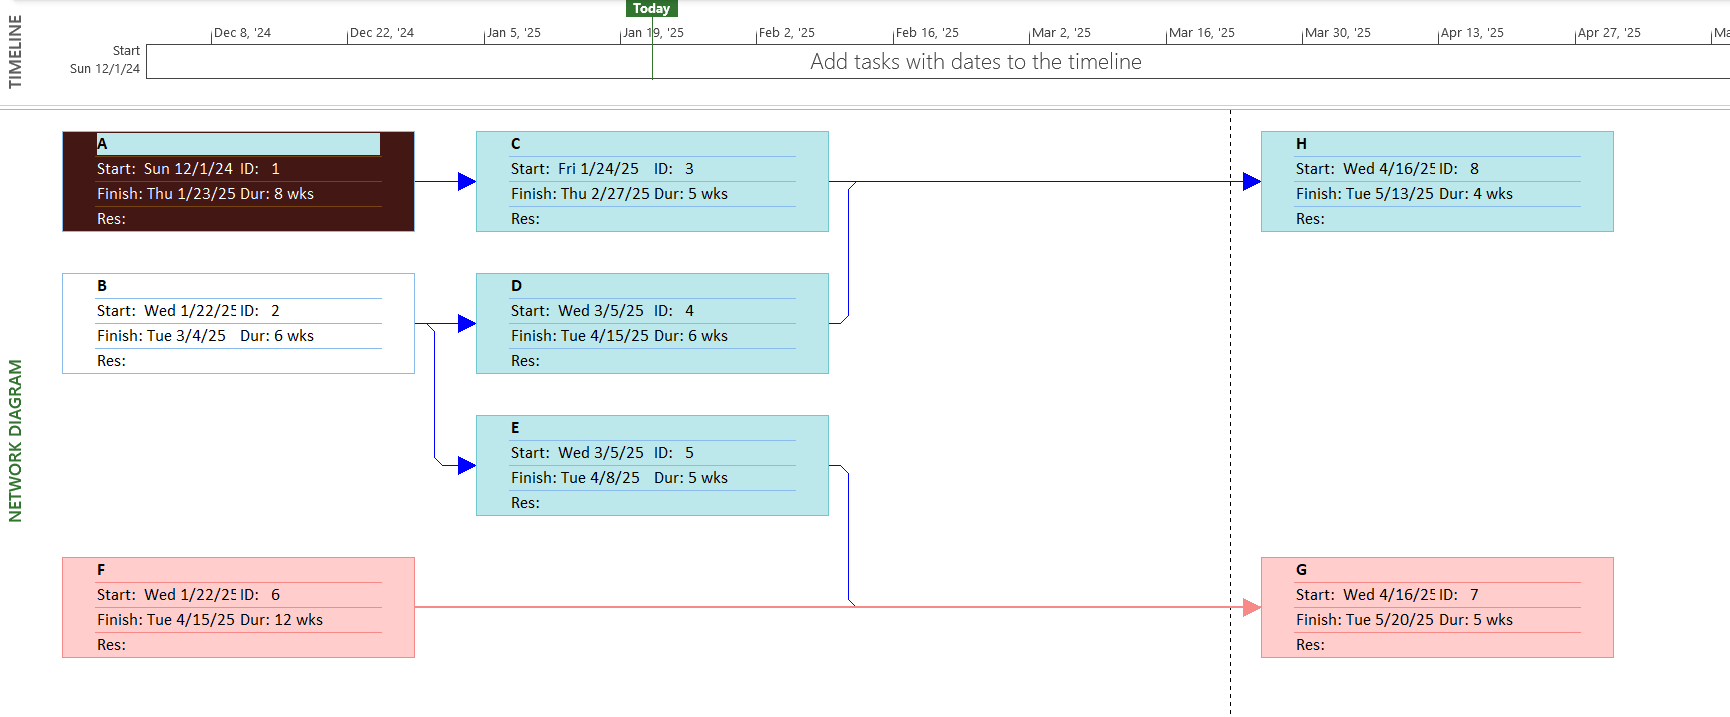 TIMELINE
Today
Dec 8, '24 Dec 22, '24 Jan 5, '25 Jan 19, '25 Feb 2, '25 Feb 16, '25 Mar 2, '25 Mar 16, '25 Mar 30, '25 Apr 13, '25 Apr 27, '25
Start
Sun 12/1/24
Add tasks with dates to the timeline
NETWORK DIAGRAM
A
Start: Sun 12/1/24 ID: 1
Finish: Thu 1/23/25 Dur: 8 wks
Res:
C
Start: Fri 1/24/25 ID: 3
Finish: Thu 2/27/25 Dur: 5 wks
Res:
H
Start: Wed 4/16/25 ID: 8
Finish: Tue 5/13/25 Dur: 4 wks
Res:
B
Start: Wed 1/22/25 ID: 2
Finish: Tue 3/4/25 Dur: 6 wks
Res:
D
Start: Wed 3/5/25 ID: 4
Finish: Tue 4/15/25 Dur: 6 wks
Res:
E
Start: Wed 3/5/25 ID: 5
Finish: Tue 4/8/25 Dur: 5 wks
Res:
F
Start: Wed 1/22/25 ID: 6
Finish: Tue 4/15/25 Dur: 12 wks
Res:
G
Start: Wed 4/16/25 ID: 7
Finish: Tue 5/20/25 Dur: 5 wks
Res: